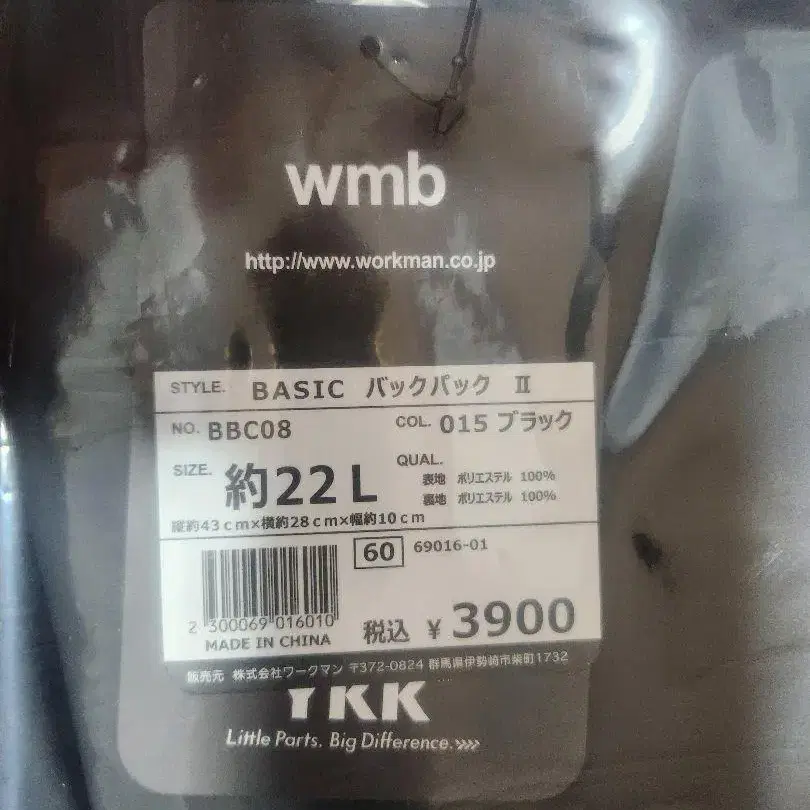 wmb
http://www.workman.co.jp
STYLE. BASIC バックパック Ⅱ
NO. BBC08 COL. 015 ブラック
SIZE. 約22L QUAL.
表地 ポリエステル 100%
裏地 ポリエステル 100%
縦約43cm×横約28cm×幅約10cm
60 69016-01
2 300069 016010
MADE IN CHINA
税込 ¥3900
販売元 株式会社ワークマン 〒372-0824 群馬県伊勢崎市柴町1732
YKK
Little Parts. Big Difference.